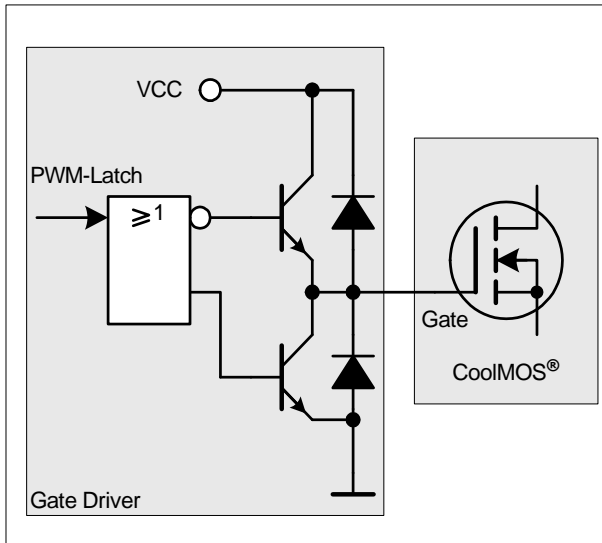 VCC
PWM-Latch
≥1
Gate
CoolMOS®
Gate Driver